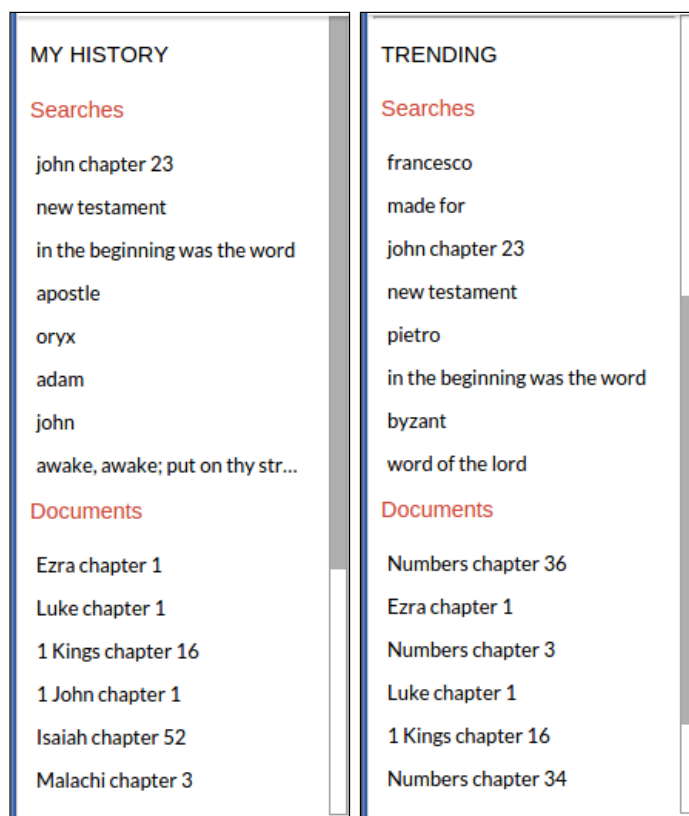 MY HISTORY
Searches
john chapter 23
new testament
in the beginning was the word
apostle
oryx
adam
john
awake, awake; put on thy str...
Documents
Ezra chapter 1
Luke chapter 1
1 Kings chapter 16
1 John chapter 1
Isaiah chapter 52
Malachi chapter 3
TRENDING
Searches
francesco
made for
john chapter 23
new testament
pietro
in the beginning was the word
byzant
word of the lord
Documents
Numbers chapter 36
Ezra chapter 1
Numbers chapter 3
Luke chapter 1
1 Kings chapter 16
Numbers chapter 34